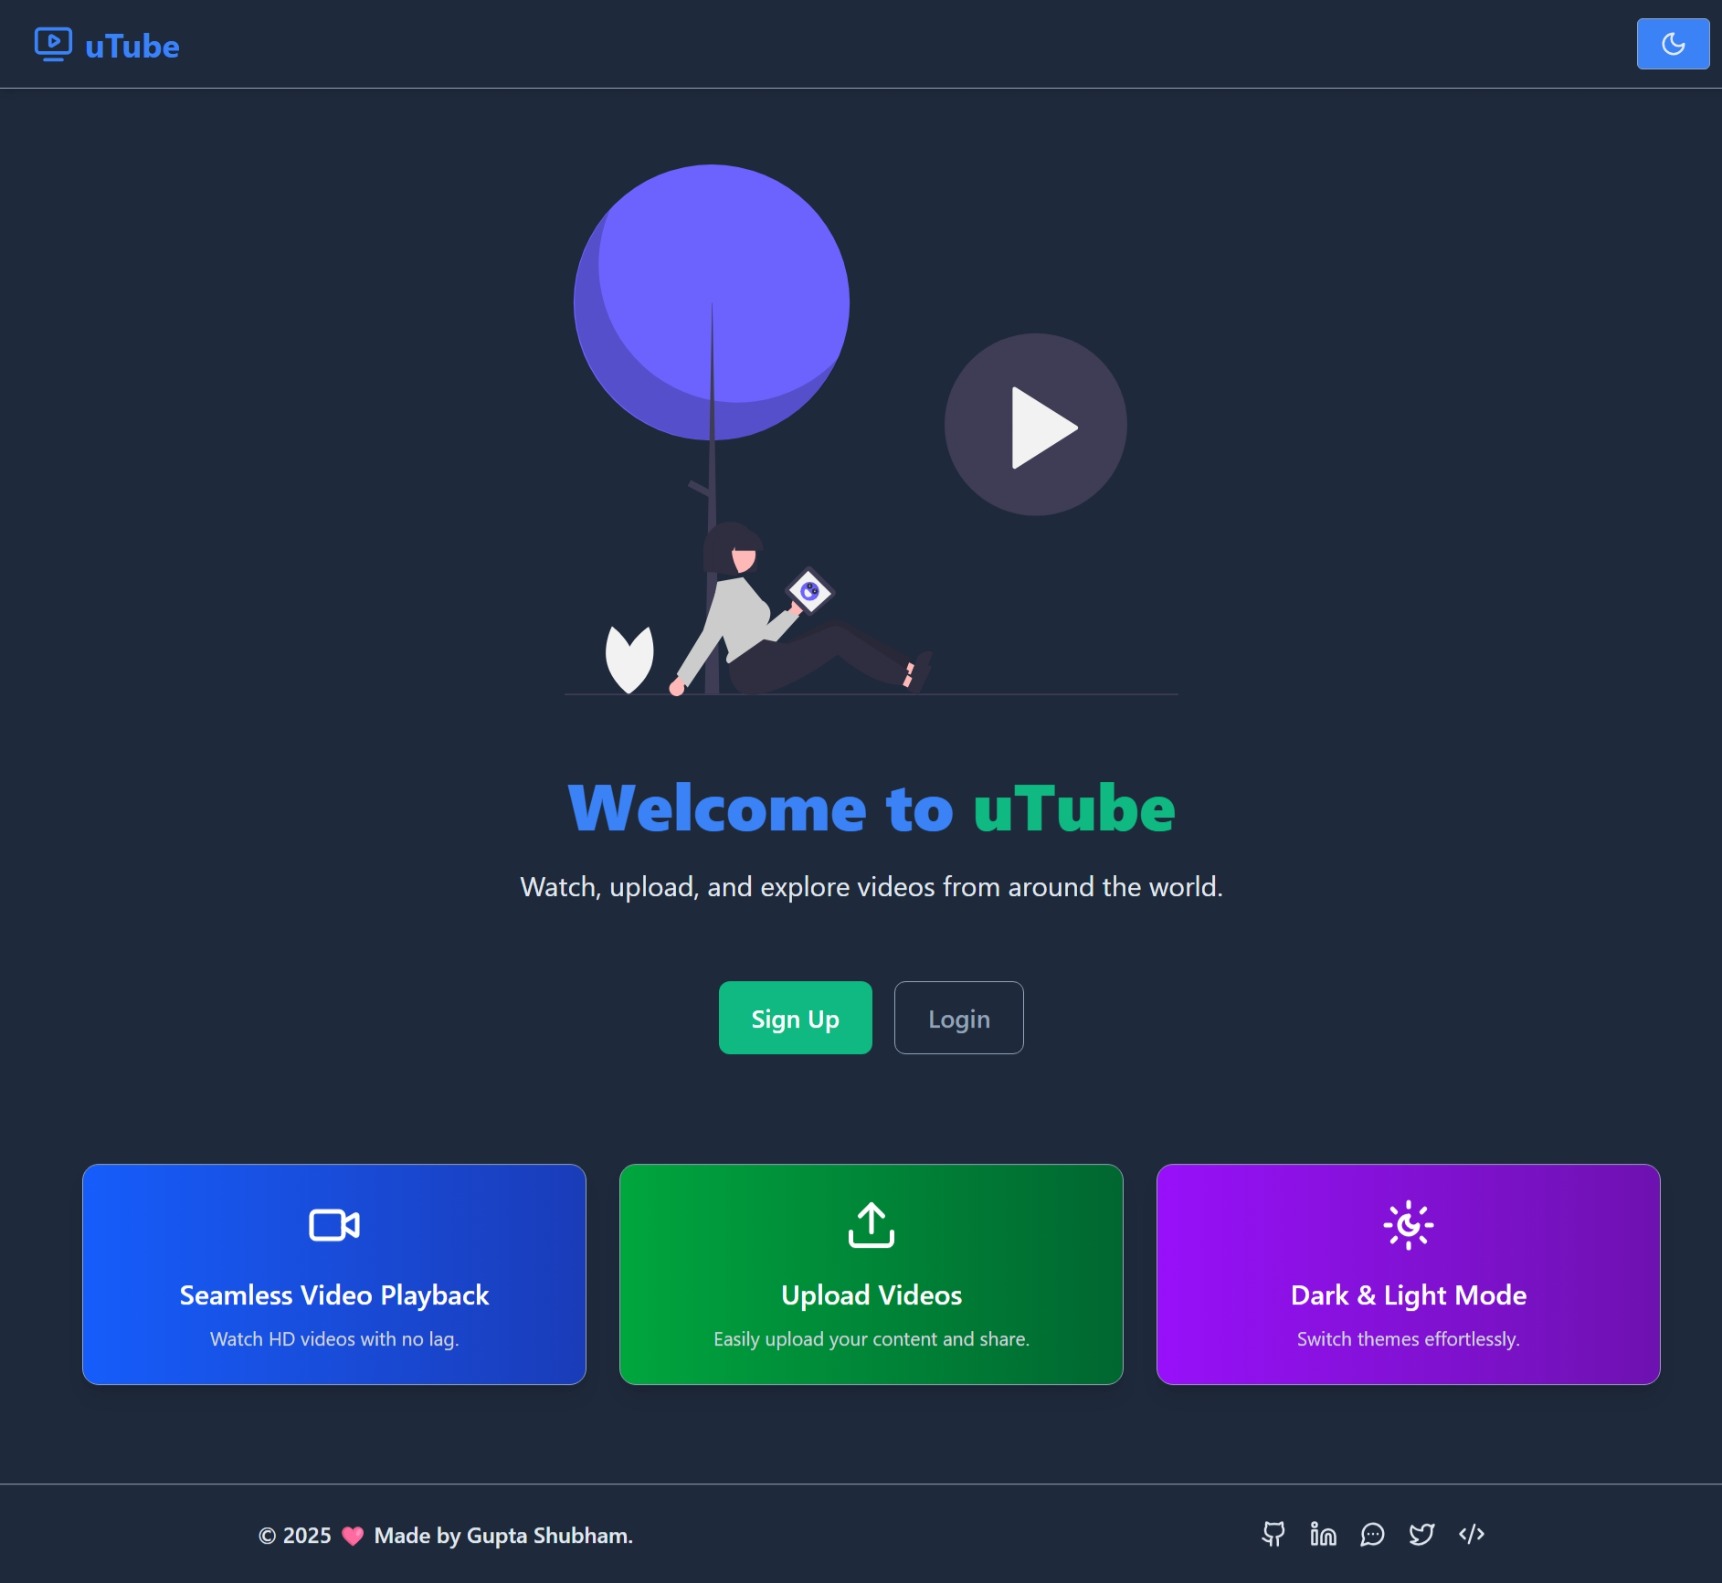 uTube
Welcome to uTube
Watch, upload, and explore videos from around the world.
Sign Up
Login
Seamless Video Playback
Watch HD videos with no lag.
Upload Videos
Easily upload your content and share.
Dark & Light Mode
Switch themes effortlessly.
© 2025 💗 Made by Gupta Shubham.